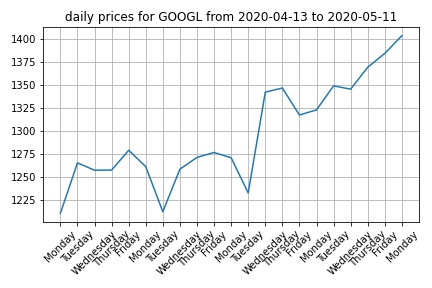 daily prices for GOOGL from 2020-04-13 to 2020-05-11
1400
1375
1350
1325
1300
1275
1250
1225
Monday
Tuesday
Wednesday
Thursday
Friday
Monday
Tuesday
Wednesday
Thursday
Friday
Monday
Tuesday
Wednesday
Thursday
Friday
Monday
Tuesday
Wednesday
Thursday
Friday
Monday